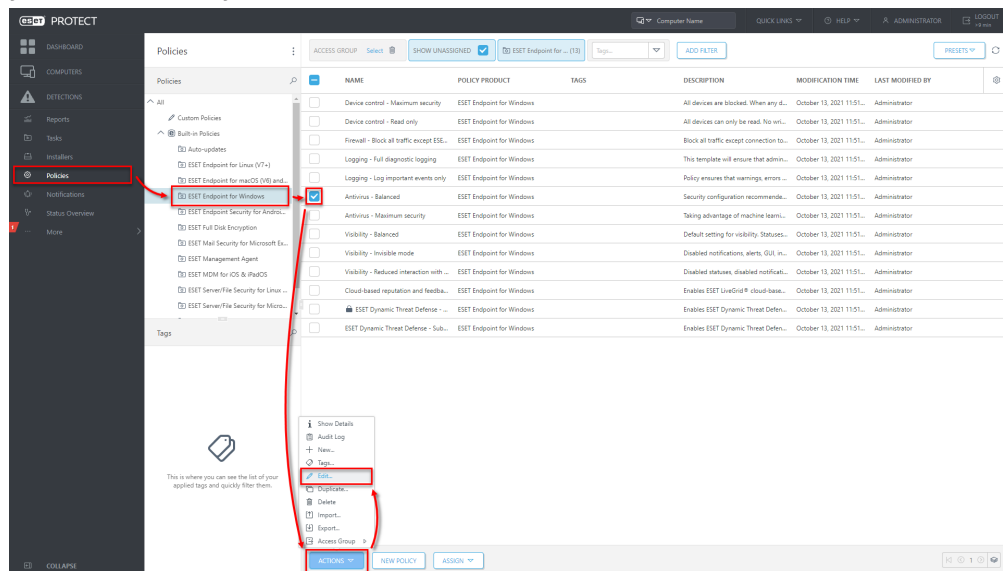 eset PROTECT
Computer Name
QUICK LINKS
HELP
ADMINISTRATOR
LOGOUT
>8 min
DASHBOARD
COMPUTERS
DETECTIONS
Reports
Tasks
Installers
Policies
Notifications
Status Overview
More
COLLAPSE
Policies
ACCESS GROUP Select
SHOW UNASSIGNED
ESET Endpoint for ... (13)
Tags...
ADD FILTER
PRESETS
Policies
All
Custom Policies
Built-in Policies
Auto-updates
ESET Endpoint for Linux (V7+)
ESET Endpoint for macOS (V6) and...
ESET Endpoint for Windows
ESET Endpoint Security for Androi...
ESET Full Disk Encryption
ESET Mail Security for Microsoft Ex...
ESET Management Agent
ESET MDM for iOS & iPadOS
ESET Server/File Security for Linux ...
ESET Server/File Security for Micro...
Tags
This is where you can see the list of your
applied tags and quickly filter them.
NAME POLICY PRODUCT TAGS DESCRIPTION MODIFICATION TIME LAST MODIFIED BY
Device control - Maximum security ESET Endpoint for Windows All devices are blocked. When any d... October 13, 2021 11:51... Administrator
Device control - Read only ESET Endpoint for Windows All devices can only be read. No wri... October 13, 2021 11:51... Administrator
Firewall - Block all traffic except ESE... ESET Endpoint for Windows Block all traffic except connection to... October 13, 2021 11:51... Administrator
Logging - Full diagnostic logging ESET Endpoint for Windows This template will ensure that admin... October 13, 2021 11:51... Administrator
Logging - Log important events only ESET Endpoint for Windows Policy ensures that warnings, errors ... October 13, 2021 11:51... Administrator
Antivirus - Balanced ESET Endpoint for Windows Security configuration recommende... October 13, 2021 11:51... Administrator
Antivirus - Maximum security ESET Endpoint for Windows Taking advantage of machine learni... October 13, 2021 11:51... Administrator
Visibility - Balanced ESET Endpoint for Windows Default setting for visibility. Statuses... October 13, 2021 11:51... Administrator
Visibility - Invisible mode ESET Endpoint for Windows Disabled notifications, alerts, GUI, in... October 13, 2021 11:51... Administrator
Visibility - Reduced interaction with ... ESET Endpoint for Windows Disabled statuses, disabled notificati... October 13, 2021 11:51... Administrator
Cloud-based reputation and feedba... ESET Endpoint for Windows Enables ESET LiveGrid® cloud-base... October 13, 2021 11:51... Administrator
ESET Dynamic Threat Defense - ... ESET Endpoint for Windows Enables ESET Dynamic Threat Defen... October 13, 2021 11:51... Administrator
ESET Dynamic Threat Defense - Sub... ESET Endpoint for Windows Enables ESET Dynamic Threat Defen... October 13, 2021 11:51... Administrator
Show Details
Audit Log
New...
Tags...
Edit...
Duplicate...
Delete
Import...
Export...
Access Group
ACTIONS
NEW POLICY
ASSIGN
1